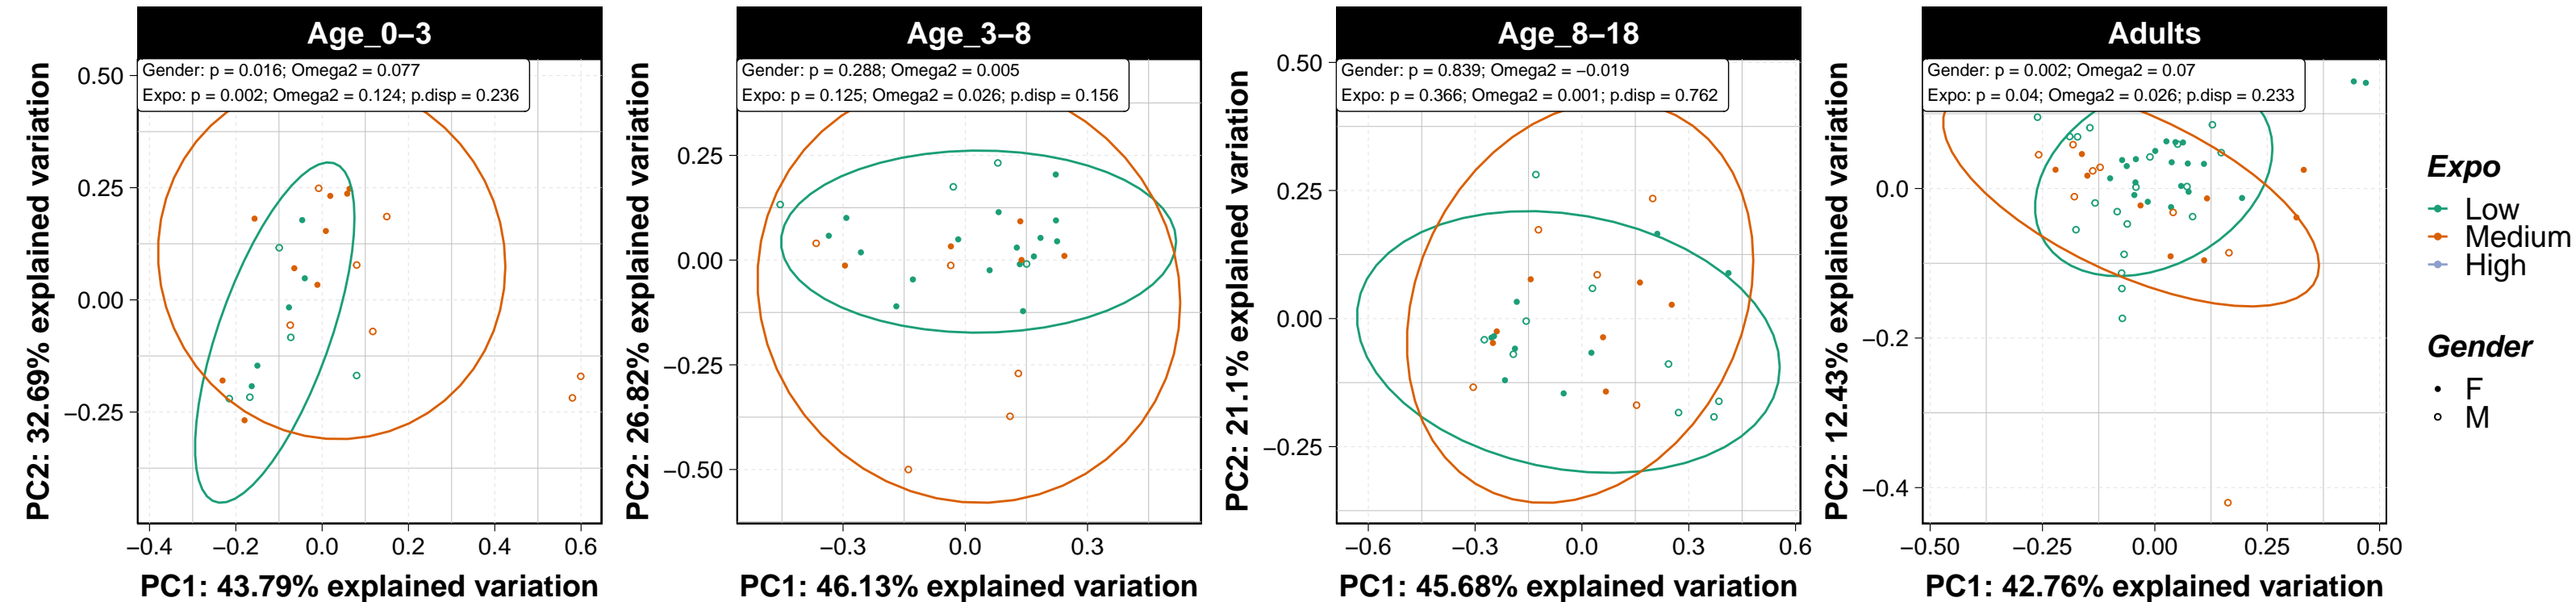 Age_0–3
Gender: p = 0.016; Omega2 = 0.077
Expo: p = 0.002; Omega2 = 0.124; p.disp = 0.236
PC2: 32.69% explained variation
0.50
0.25
0.00
−0.25
−0.4
−0.2
0.0
0.2
0.4
0.6
PC1: 43.79% explained variation
Age_3–8
Gender: p = 0.288; Omega2 = 0.005
Expo: p = 0.125; Omega2 = 0.026; p.disp = 0.156
PC2: 26.82% explained variation
0.25
0.00
−0.25
−0.50
−0.3
0.0
0.3
PC1: 46.13% explained variation
Age_8–18
Gender: p = 0.839; Omega2 = −0.019
Expo: p = 0.366; Omega2 = 0.001; p.disp = 0.762
PC2: 21.1% explained variation
0.50
0.25
0.00
−0.25
−0.6
−0.3
0.0
0.3
0.6
PC1: 45.68% explained variation
Adults
Gender: p = 0.002; Omega2 = 0.07
Expo: p = 0.04; Omega2 = 0.026; p.disp = 0.233
PC2: 12.43% explained variation
0.0
−0.2
−0.4
−0.50
−0.25
0.00
0.25
0.50
PC1: 42.76% explained variation
Expo
Low
Medium
High
Gender
F
M